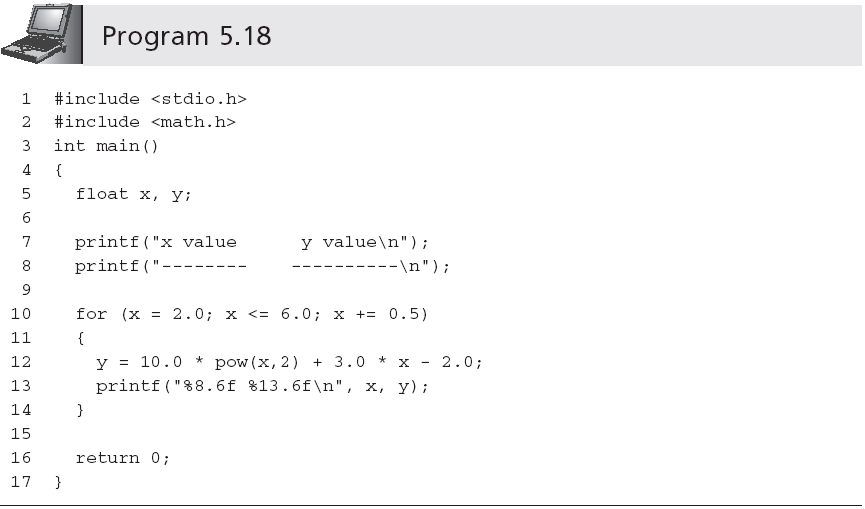 Program 5.18
1 #include <stdio.h>
2 #include <math.h>
3 int main()
4 {
5   float x, y;
6
7   printf("x value      y value\n");
8   printf("--------    ----------\n");
9
10   for (x = 2.0; x <= 6.0; x += 0.5)
11   {
12     y = 10.0 * pow(x,2) + 3.0 * x - 2.0;
13     printf("%8.6f %13.6f\n", x, y);
14   }
15
16   return 0;
17 }